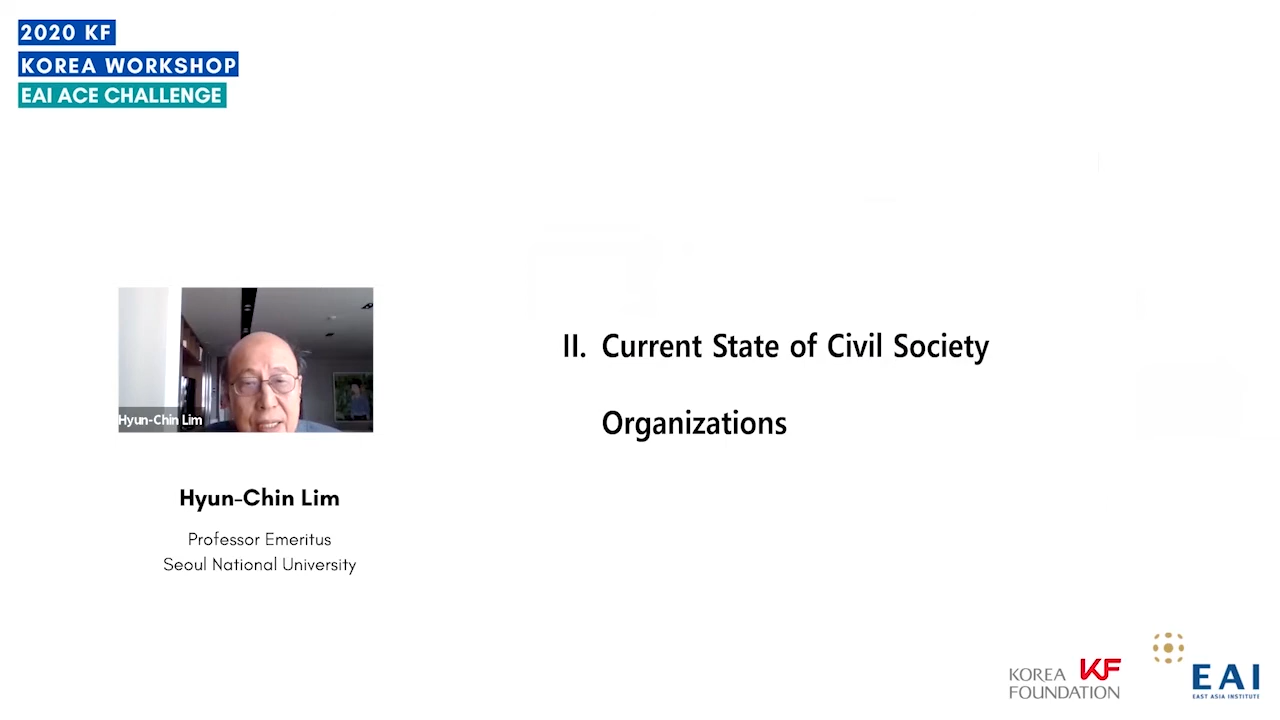 2020 KF
KOREA WORKSHOP
EAI ACE CHALLENGE
Hyun-Chin Lim
Hyun-Chin Lim
Professor Emeritus
Seoul National University
II. Current State of Civil Society
Organizations
KOREA KF
FOUNDATION
EAI
EAST ASIA INSTITUTE